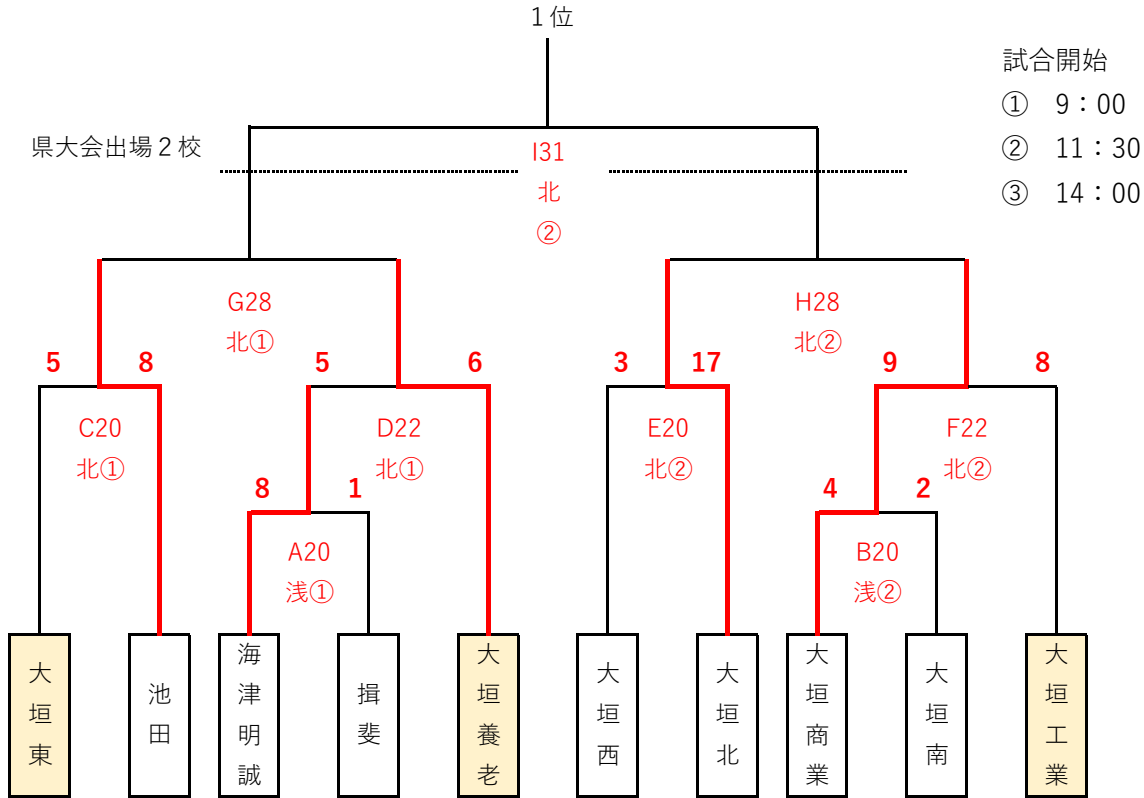 1位
試合開始
① 9:00
② 11:30
③ 14:00
県大会出場2校
I31
北
②
G28
北①
H28
北②
5 8 5 6 3 17 9 8
C20
北①
D22
北①
E20
北②
F22
北②
8 1 4 2
A20
浅①
B20
浅②
大垣東
池田
海津明誠
揖斐
大垣養老
大垣西
大垣北
大垣商業
大垣南
大垣工業